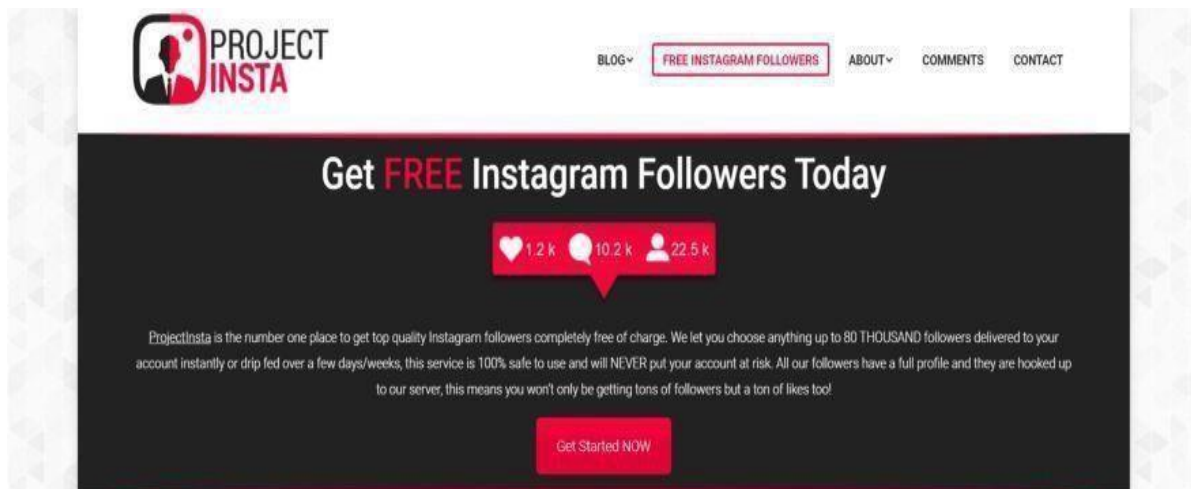 PROJECT
INSTA
BLOG
FREE INSTAGRAM FOLLOWERS
ABOUT
COMMENTS
CONTACT
Get FREE Instagram Followers Today
1.2 k 10.2 k 22.5 k
ProjectInsta is the number one place to get top quality Instagram followers completely free of charge. We let you choose anything up to 80 THOUSAND followers delivered to your
account instantly or drip fed over a few days/weeks, this service is 100% safe to use and will NEVER put your account at risk. All our followers have a full profile and they are hooked up
to our server, this means you won't only be getting tons of followers but a ton of likes too!
Get Started NOW